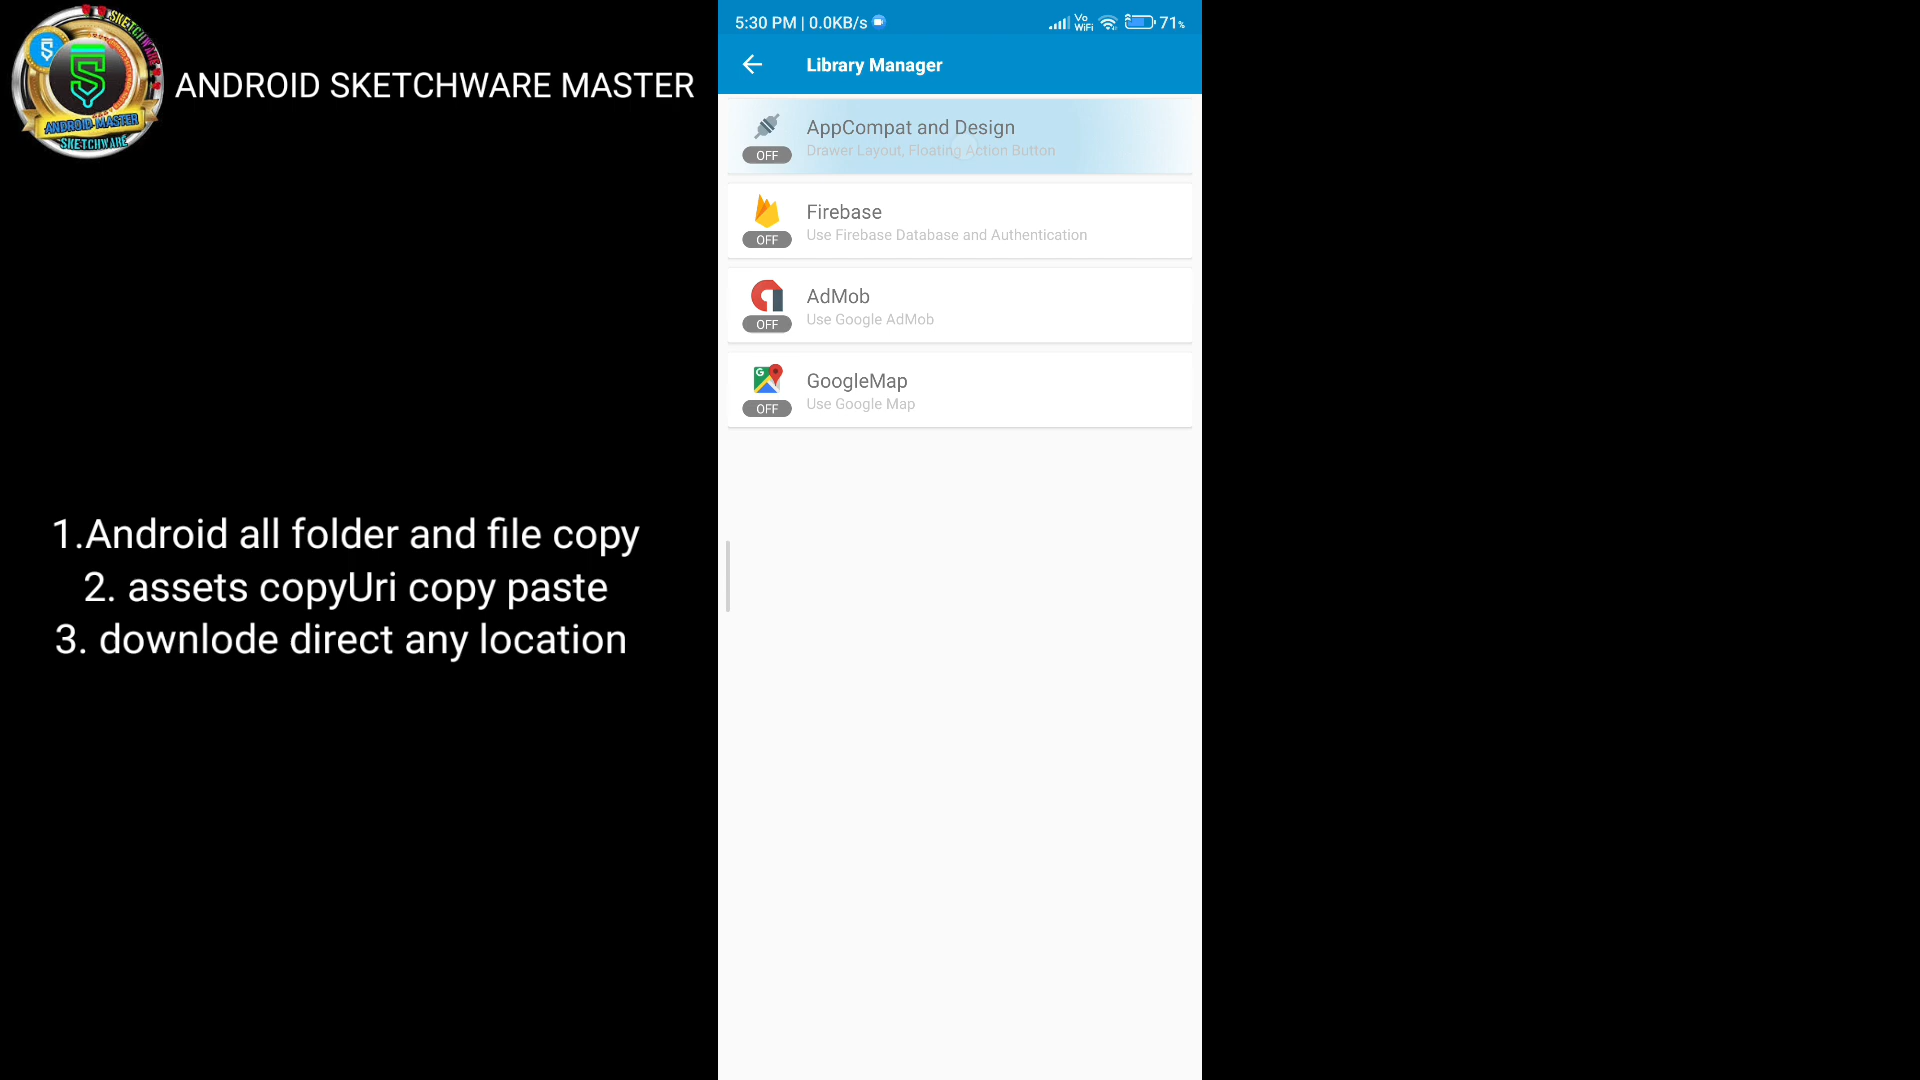 SKETCHWARE
ANDROID MASTER
SKETCHWARE
ANDROID SKETCHWARE MASTER
1.Android all folder and file copy
2. assets copyUri copy paste
3. downlode direct any location
5:30 PM | 0.0KB/s
Vo
WiFi
71%
Library Manager
AppCompat and Design
Drawer Layout, Floating Action Button
OFF
Firebase
Use Firebase Database and Authentication
OFF
AdMob
Use Google AdMob
OFF
G
GoogleMap
Use Google Map
OFF